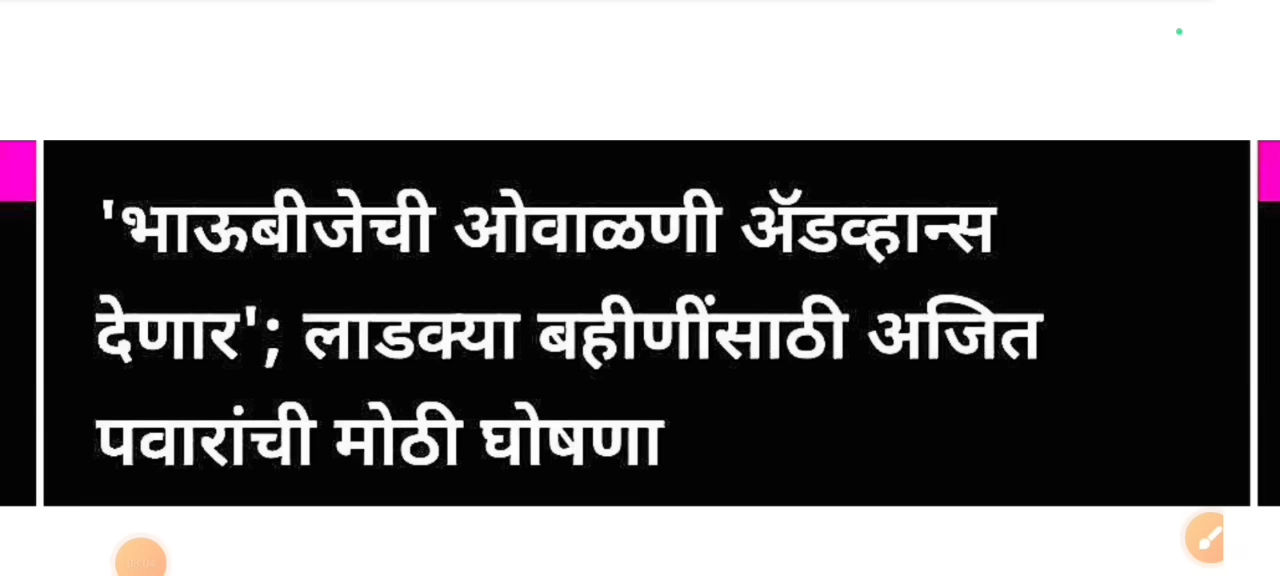 'भाऊबीजेची ओवाळणी ॲडव्हान्स
देणार'; लाडक्या बहीणींसाठी अजित
पवारांची मोठी घोषणा